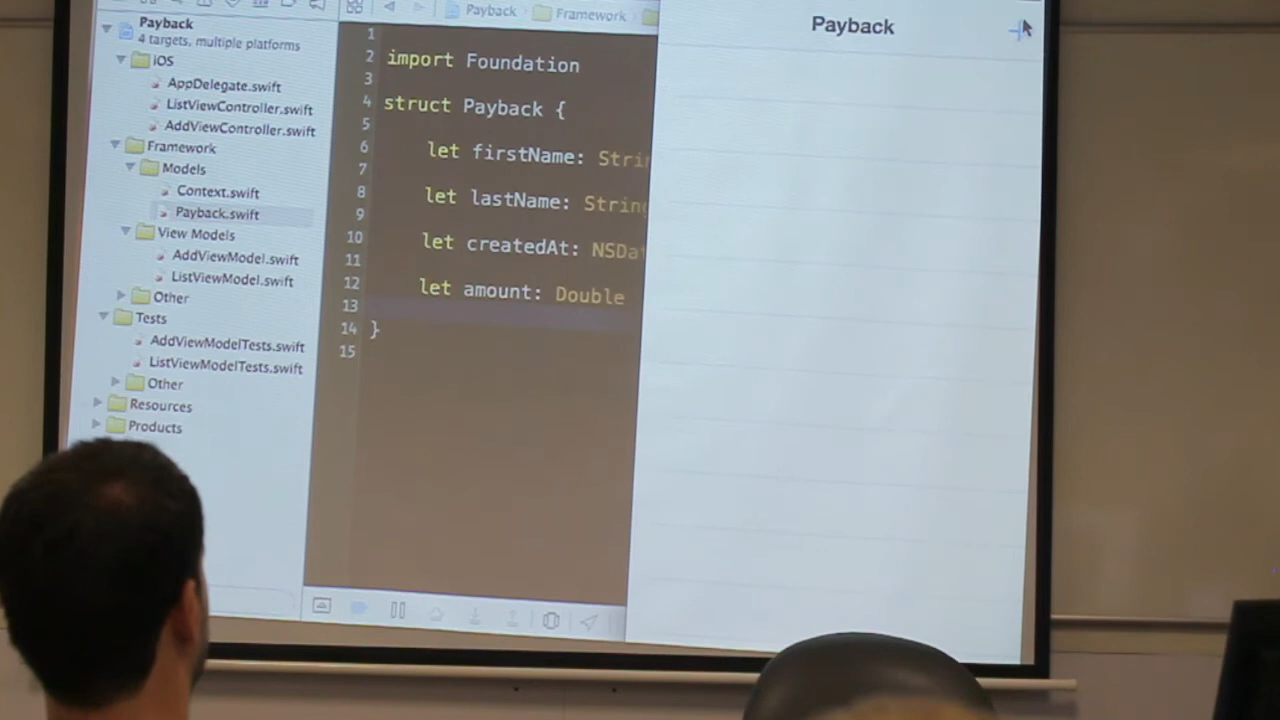 Payback
4 targets, multiple platforms
iOS
AppDelegate.swift
ListViewController.swift
AddViewController.swift
Framework
Models
Context.swift
Payback.swift
View Models
AddViewModel.swift
ListViewModel.swift
Other
Tests
AddViewModelTests.swift
ListViewModelTests.swift
Other
Resources
Products
Payback Framework
1
2 import Foundation
3
4 struct Payback {
5
6 let firstName: Strin
7
8 let lastName: String
9
10 let createdAt: NSDat
11
12 let amount: Double
13
14 }
15
Payback